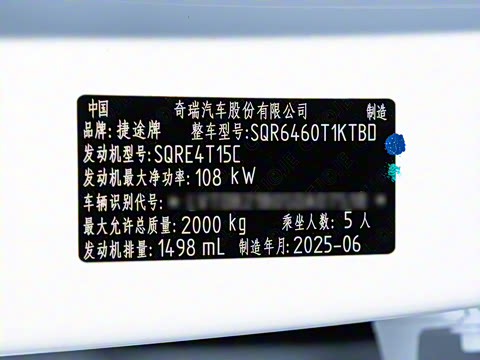 中国 奇瑞汽车股份有限公司 制造
品牌: 捷途牌 整车型号: SQR6460T1KTBD
发动机型号: SQRE4T15C
发动机最大净功率: 108 kW
车辆识别代号:
最大允许总质量: 2000 kg 乘坐人数: 5 人
发动机排量: 1498 mL 制造年月: 2025-06